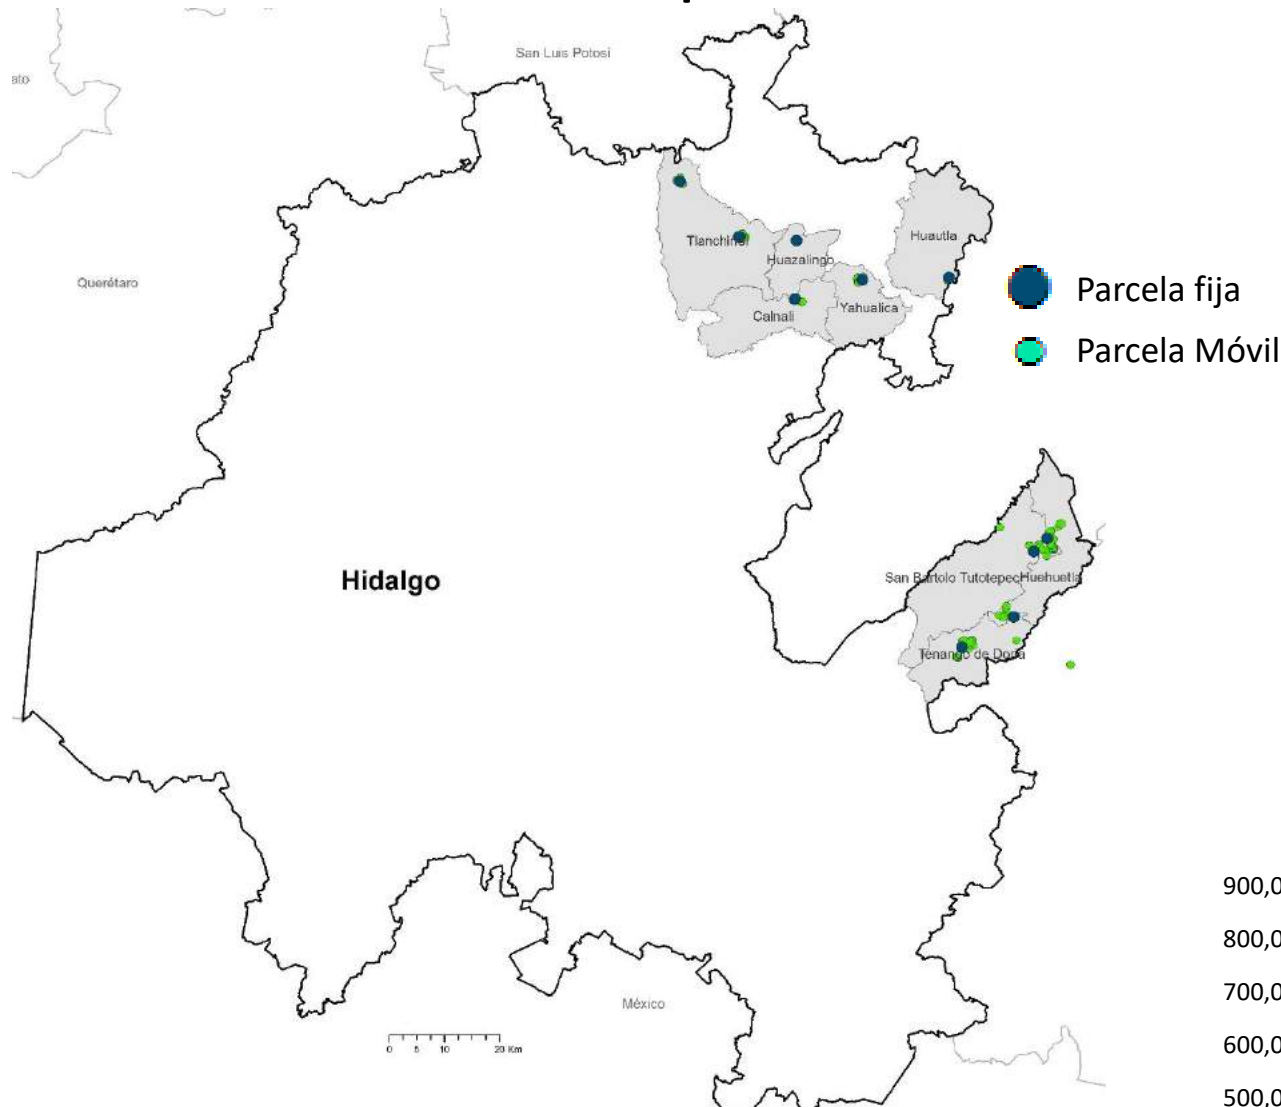 San Luis Potosí
ato
Tlanchinol
Huautla
Huazalingo
Querétaro
Parcela fija
Yahualica
Calnali
Parcela Móvil
Hidalgo
San Bartolo Tutotepec
Huehuetla
Tenango de Doria
900,0
800,0
700,0
México
600,0
0 5 10 20 Km
500,0